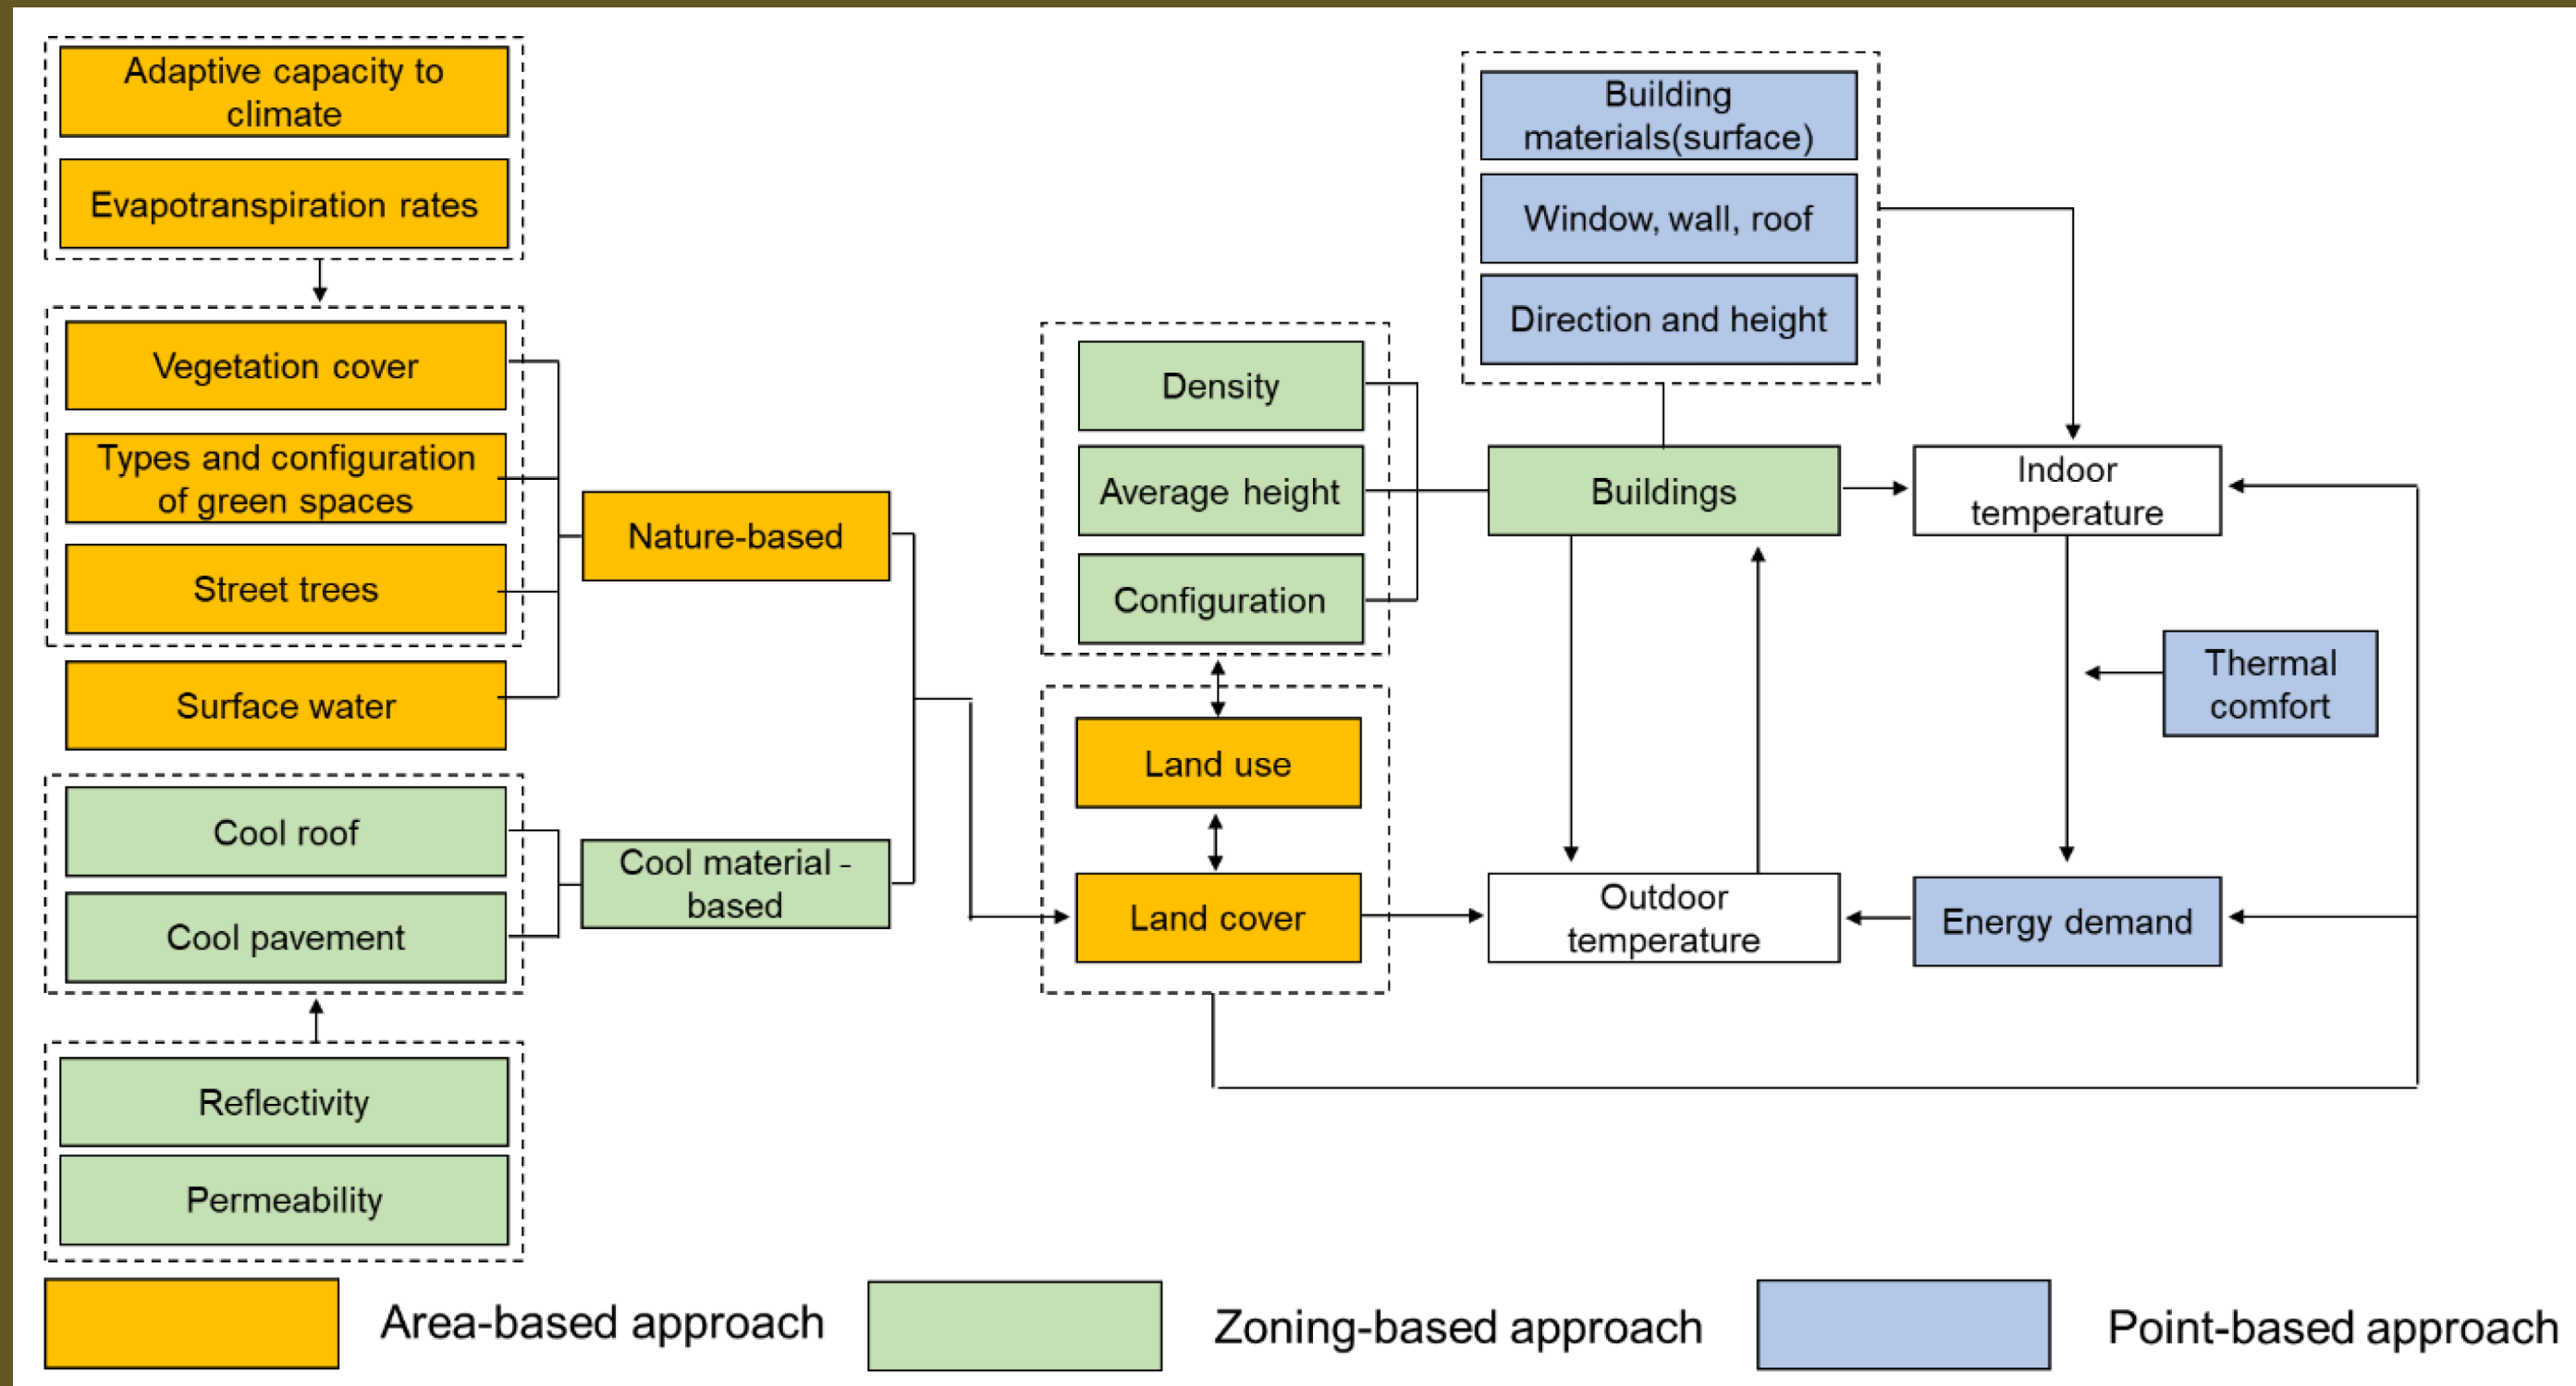 Adaptive capacity to
climate
Evapotranspiration rates
Vegetation cover
Types and configuration
of green spaces
Street trees
Surface water
Cool roof
Cool pavement
Reflectivity
Permeability
Nature-based
Cool material -
based
Density
Average height
Configuration
Land use
Land cover
Building
materials(surface)
Window, wall, roof
Direction and height
Buildings
Outdoor
temperature
Indoor
temperature
Thermal
comfort
Energy demand
Area-based approach
Zoning-based approach
Point-based approach